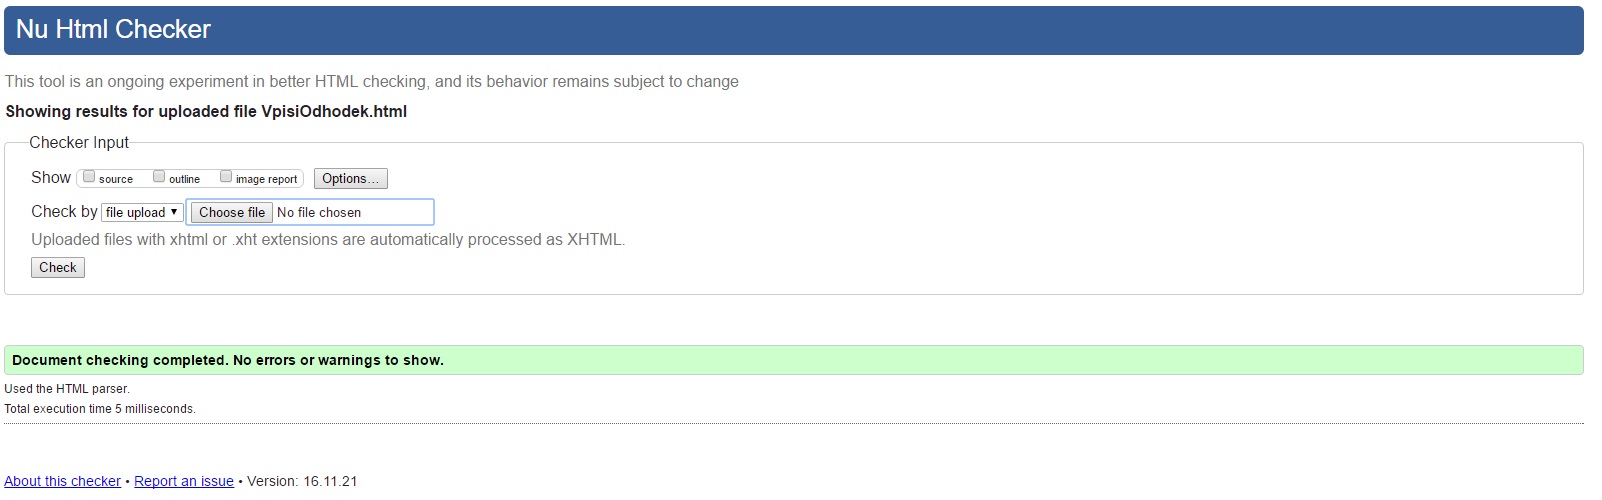 Nu Html Checker
This tool is an ongoing experiment in better HTML checking, and its behavior remains subject to change
Showing results for uploaded file VpisiOdhodek.html
Checker Input
Show source outline image report Options...
Check by file upload Choose file No file chosen
Uploaded files with xhtml or .xht extensions are automatically processed as XHTML.
Check
Document checking completed. No errors or warnings to show.
Used the HTML parser.
Total execution time 5 milliseconds.
About this checker • Report an issue • Version: 16.11.21